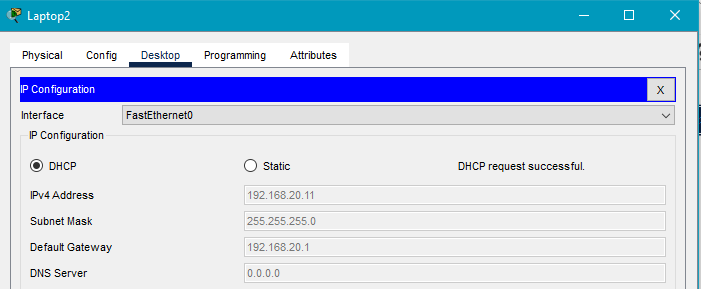 Laptop2
Physical Config Desktop Programming Attributes
IP Configuration X
Interface FastEthernet0
IP Configuration
DHCP Static DHCP request successful.
IPv4 Address 192.168.20.11
Subnet Mask 255.255.255.0
Default Gateway 192.168.20.1
DNS Server 0.0.0.0